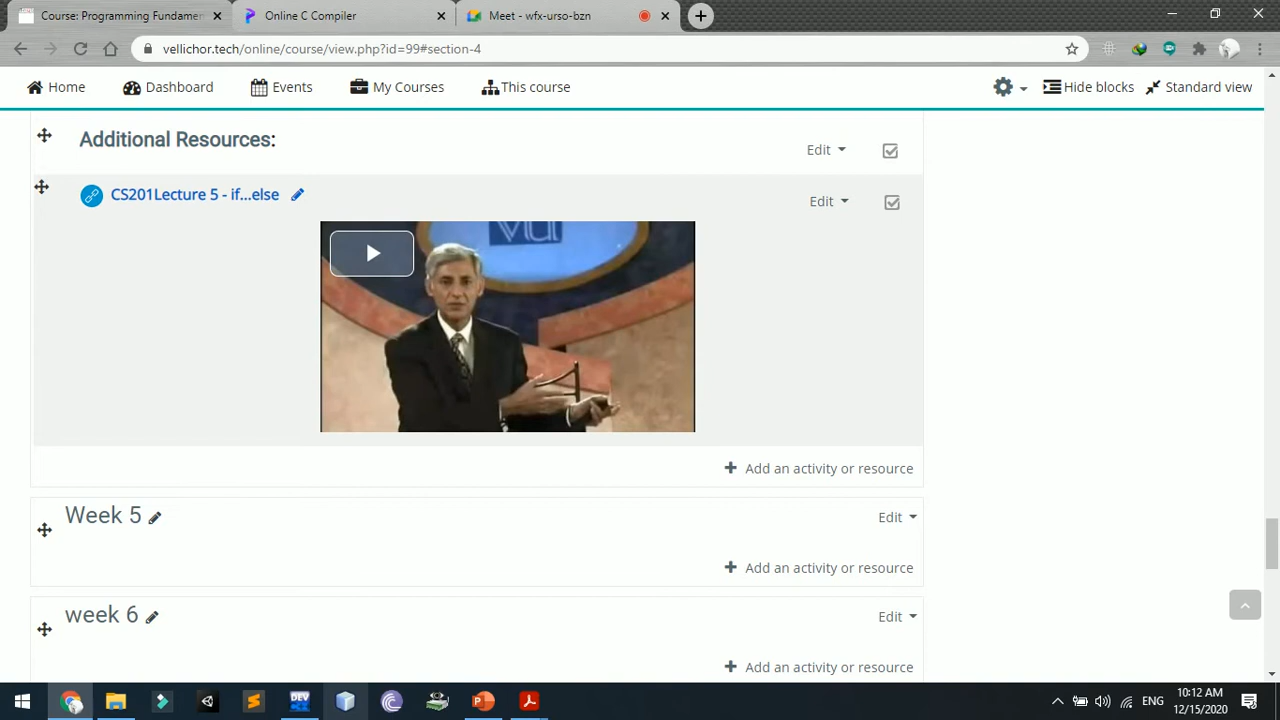 Course: Programming Fundamen
Online C Compiler
Meet - wfx-urso-bzn
vellichor.tech/online/course/view.php?id=99#section-4
Home
Dashboard
Events
My Courses
This course
Hide blocks
Standard view
Additional Resources:
Edit
CS201Lecture 5 - if...else
Edit
VU
Add an activity or resource
Week 5
Edit
Add an activity or resource
week 6
Edit
Add an activity or resource
DEV
ENG
10:12 AM
12/15/2020